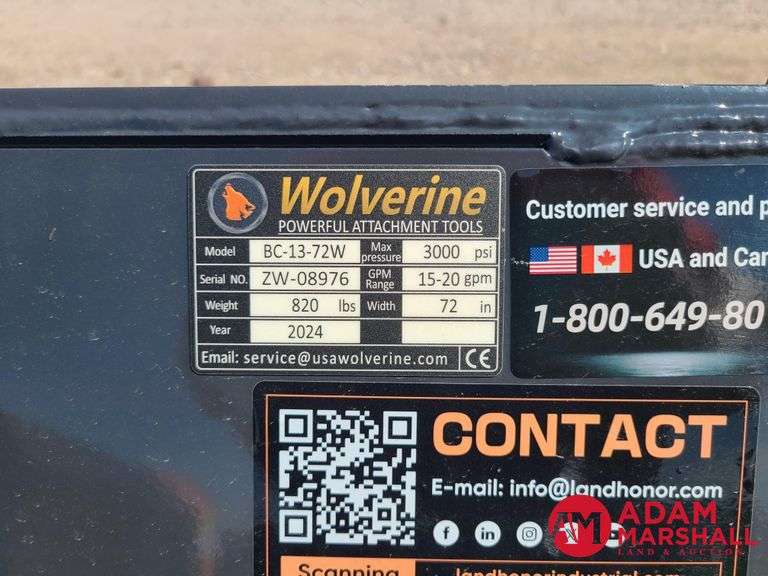 Wolverine
POWERFUL ATTACHMENT TOOLS
Model BC-13-72W Max pressure 3000 psi
Serial NO. ZW-08976 GPM Range 15-20 gpm
Weight 820 lbs Width 72 in
Year 2024
Email: service@usawolverine.com CE
Customer service and p
USA and Can
1-800-649-80
CONTACT
E-mail: info@landhonor.com
f in
Scanning
ADAM
MARSHALL
LAND & AUCTION